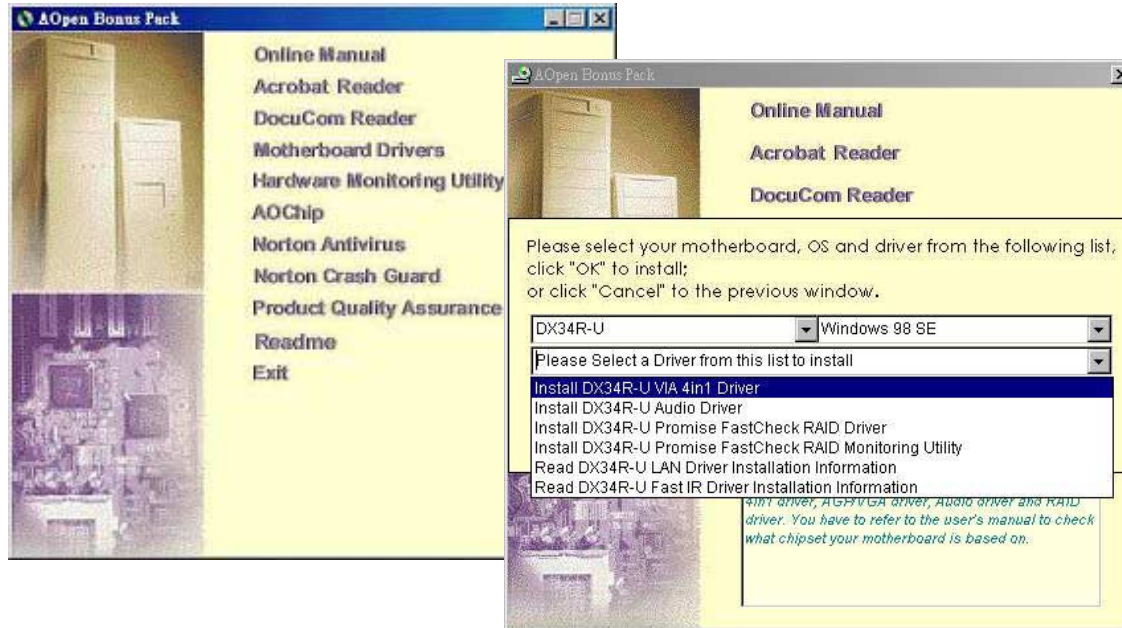 AOpen Bonus Pack
Online Manual
Acrobat Reader
DocuCom Reader
Motherboard Drivers
Hardware Monitoring Utility
AOChip
Norton Antivirus
Norton Crash Guard
Product Quality Assurance
Readme
Exit
AOpen Bonus Pack
Online Manual
Acrobat Reader
DocuCom Reader
Please select your motherboard, OS and driver from the following list,
click "OK" to install;
or click "Cancel" to the previous window.
DX34R-U Windows 98 SE
Please Select a Driver from this list to install
Install DX34R-U VIA 4in1 Driver
Install DX34R-U Audio Driver
Install DX34R-U Promise FastCheck RAID Driver
Install DX34R-U Promise FastCheck RAID Monitoring Utility
Read DX34R-U LAN Driver Installation Information
Read DX34R-U Fast IR Driver Installation Information
4in1 driver, AGP/VGA driver, Audio driver and RAID
driver. You have to refer to the user's manual to check
what chipset your motherboard is based on.